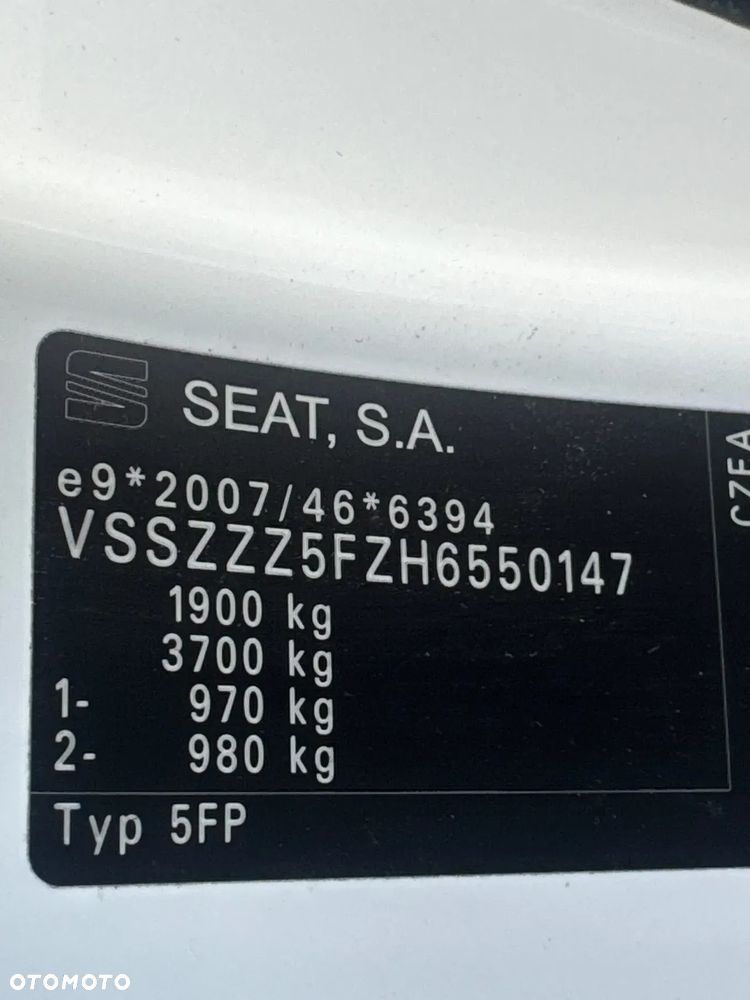 SEAT, S.A.
e9*2007/46*6394
VSSZZZ5FZH6550147
1900 kg
3700 kg
1- 970 kg
2- 980 kg
Typ 5FP
CZEA
OTOMOTO